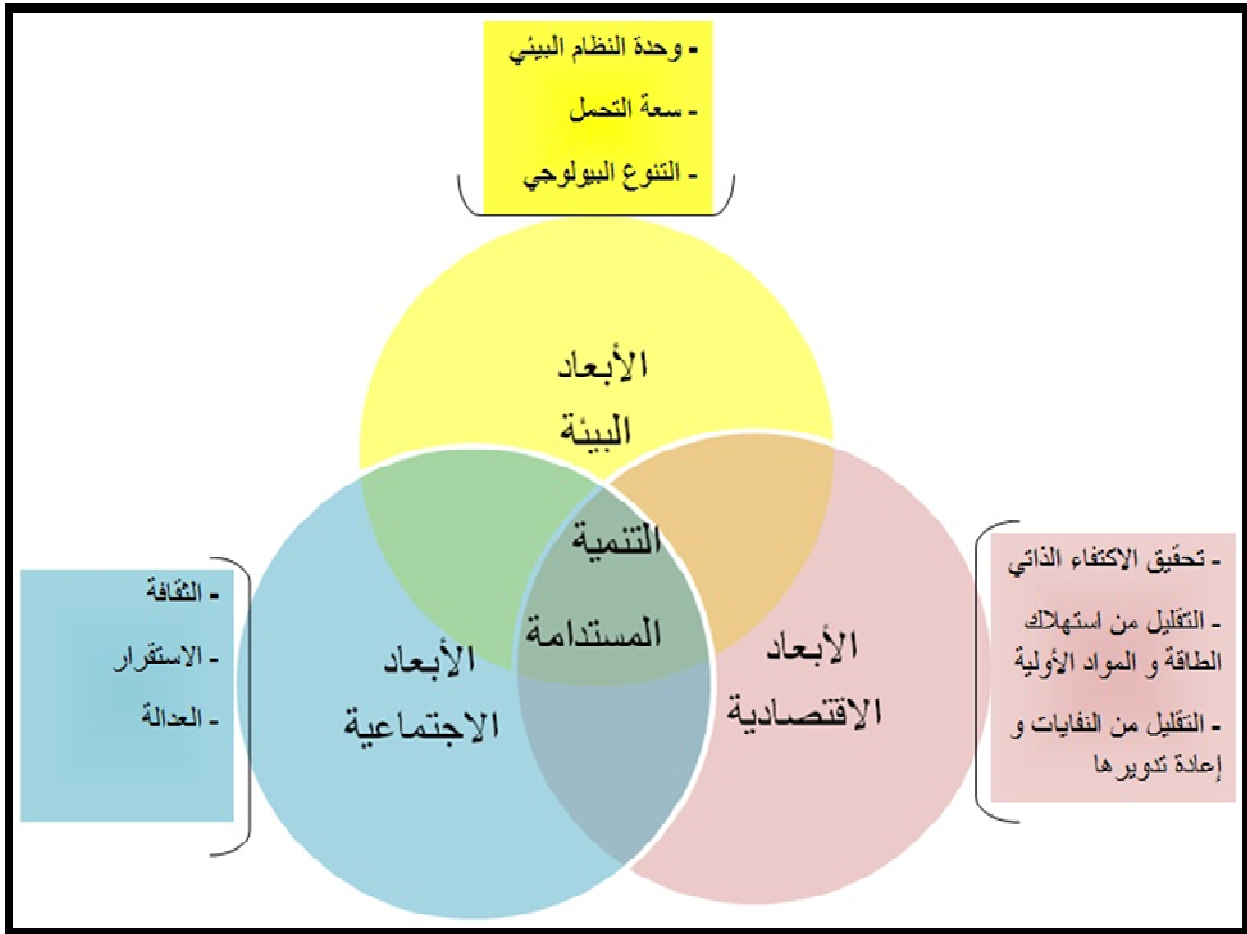 - وحدة النظام البيئي
- سعة التحمل
- التنوع البيولوجي
الأبعاد
البيئة
التنمية
المستدامة
الأبعاد
الاقتصادية
- تحقيق الاكتفاء الذاتي
- التقليل من استهلاك
الطاقة و المواد الأولية
- التقليل من النفايات و
إعادة تدويرها
الأبعاد
الاجتماعية
- الثقافة
- الاستقرار
- العدالة